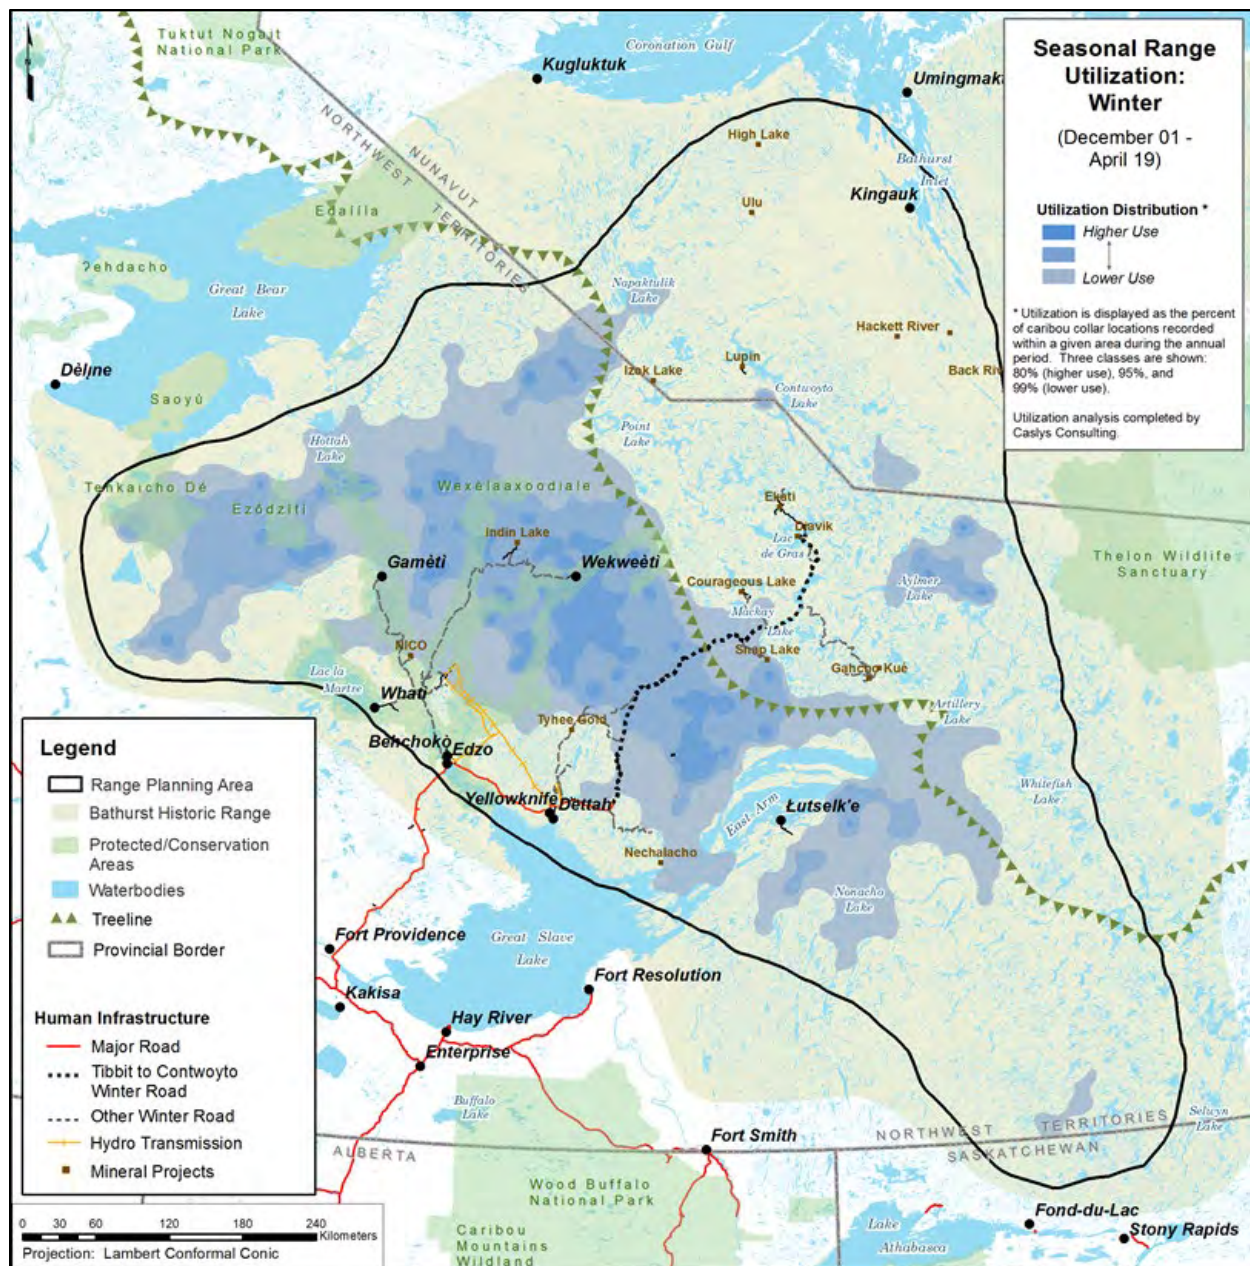 Tuktut Nogait
National Park
Coronation Gulf
Kugluktuk
NORTHWEST TERRITORIES
NUNAVUT
High Lake
Bathurst
Inlet
Kingauk
Ulu
Edaiila
Great Bear
Lake
Napaktulik
Lake
Hackett River
Lupin
Izok Lake
Contwoyto
Lake
Dèlı̨ne
Saoyú
Point
Lake
Hottah
Lake
Ezǫ̀dzìtì
Indin Lake
Ekati
Diavik
Lac
de Gras
Thelon Wildlife
Sanctuary
Gamètì
Wekweètì
Courageous Lake
Aylmer
Lake
Mackay
Lake
NICO
Snap Lake
Gahcho Kué
Lac la
Martre
Whatì
Artillery
Lake
Tyhee Gold
Behchokò
Edzo
Yellowknife
Dettah
East Arm
Łutselk'e
Whitefish
Lake
Nechalacho
Nonacho
Lake
Fort Providence
Great Slave
Lake
Kakisa
Fort Resolution
Hay River
Enterprise
Buffalo
Lake
Selwyn
Lake
Fort Smith
NORTHWEST TERRITORIES
SASKATCHEWAN
ALBERTA
Wood Buffalo
National Park
Caribou
Mountains
Wildland
Lake
Athabasca
Fond-du-Lac
Stony Rapids
Seasonal Range
Utilization:
Winter
(December 01 -
April 19)
Utilization Distribution *
Higher Use
Lower Use
* Utilization is displayed as the percent
of caribou collar locations recorded
within a given area during the annual
period. Three classes are shown:
80% (higher use), 95%, and
99% (lower use).
Utilization analysis completed by
Caslys Consulting.
Legend
Range Planning Area
Bathurst Historic Range
Protected/Conservation
Areas
Waterbodies
Treeline
Provincial Border
Human Infrastructure
Major Road
Tibbit to Contwoyto
Winter Road
Other Winter Road
Hydro Transmission
Mineral Projects
0 30 60 120 180 240
Kilometers
Projection: Lambert Conformal Conic